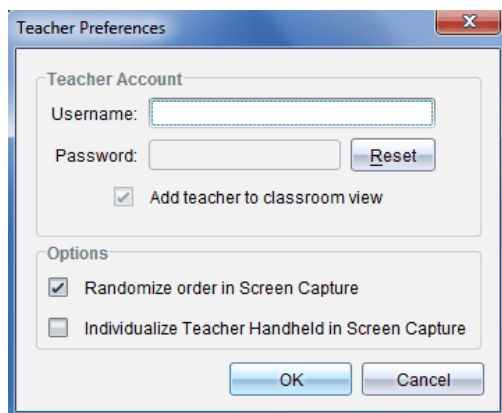 Teacher Preferences
Teacher Account
Username:
Password: Reset
Add teacher to classroom view
Options
Randomize order in Screen Capture
Individualize Teacher Handheld in Screen Capture
OK Cancel